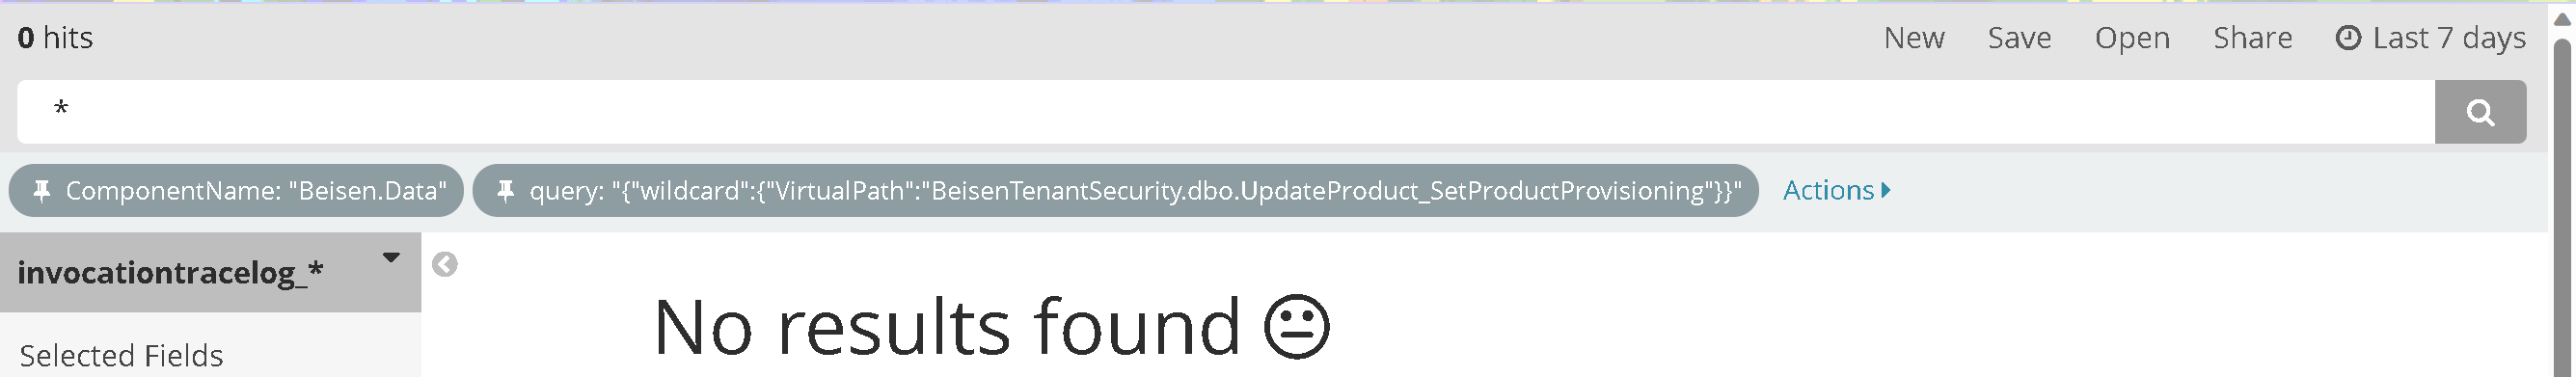 0 hits New Save Open Share Last 7 days
*
ComponentName: "Beisen.Data" query: "{"wildcard":{"VirtualPath":"BeisenTenantSecurity.dbo.UpdateProduct_SetProductProvisioning"}}" Actions
invocationtracelog_*
No results found
Selected Fields